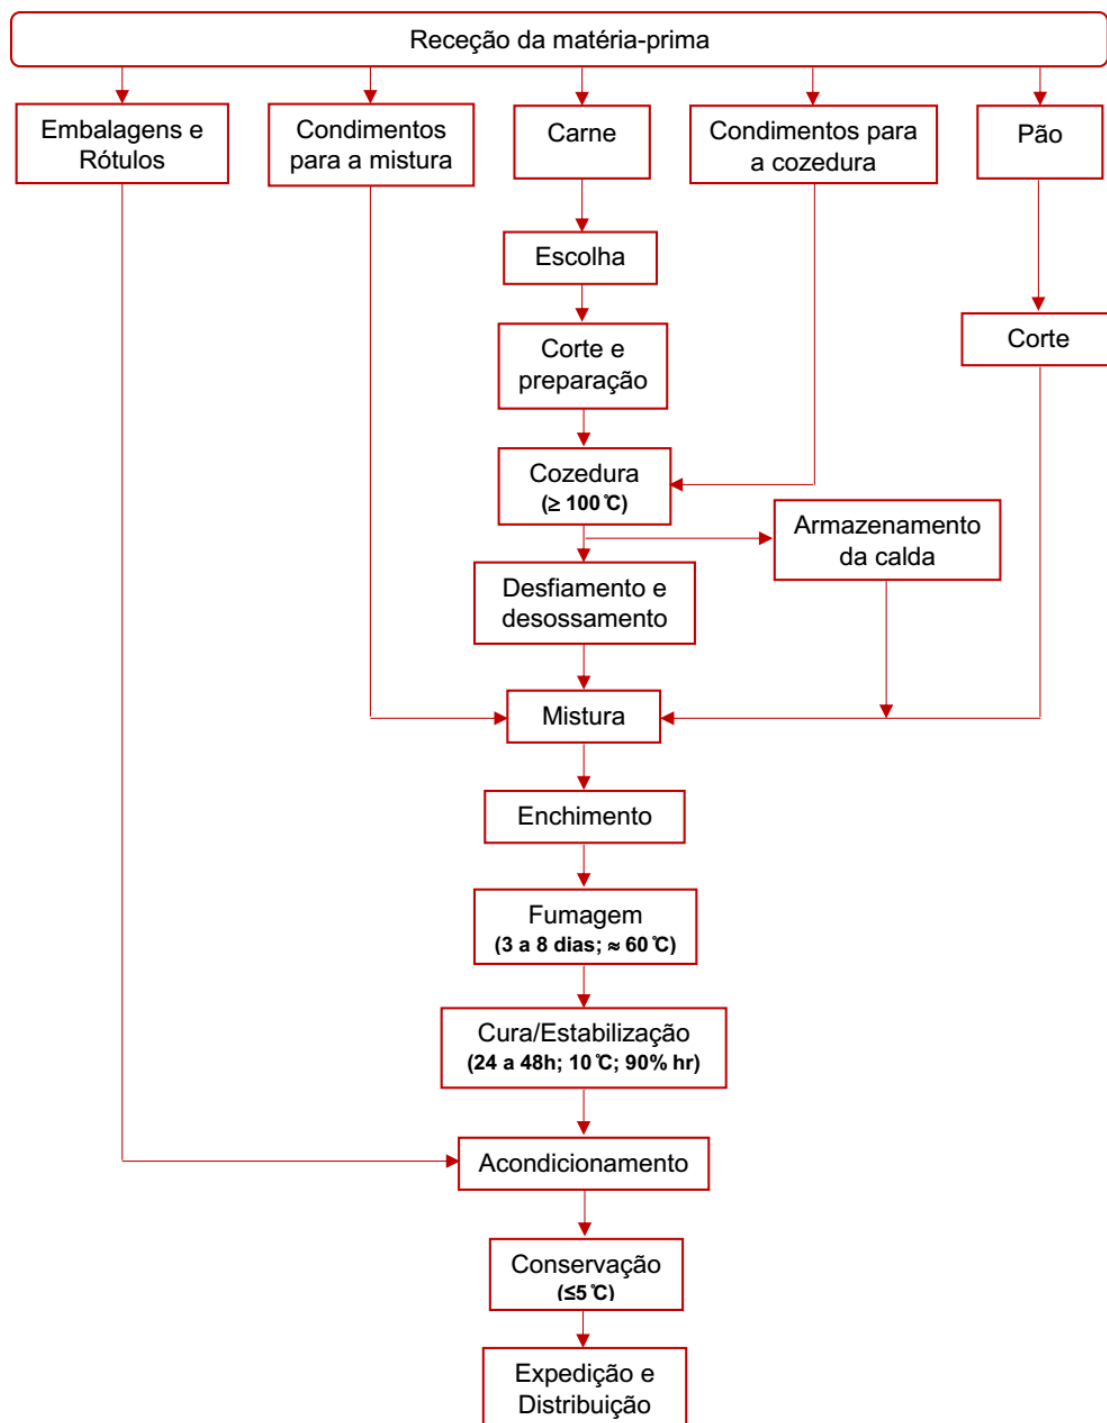 Receção da matéria-prima
Embalagens e
Rótulos
Condimentos
para a mistura
Carne
Condimentos para
a cozedura
Pão
Escolha
Corte e
preparação
Corte
Cozedura
(≥ 100 ℃)
Armazenamento
da calda
Desfiamento e
desossamento
Mistura
Enchimento
Fumagem
(3 a 8 dias; ≈ 60 ℃)
Cura/Estabilização
(24 a 48h; 10 ℃; 90% hr)
Acondicionamento
Conservação
(≤5 ℃)
Expedição e
Distribuição